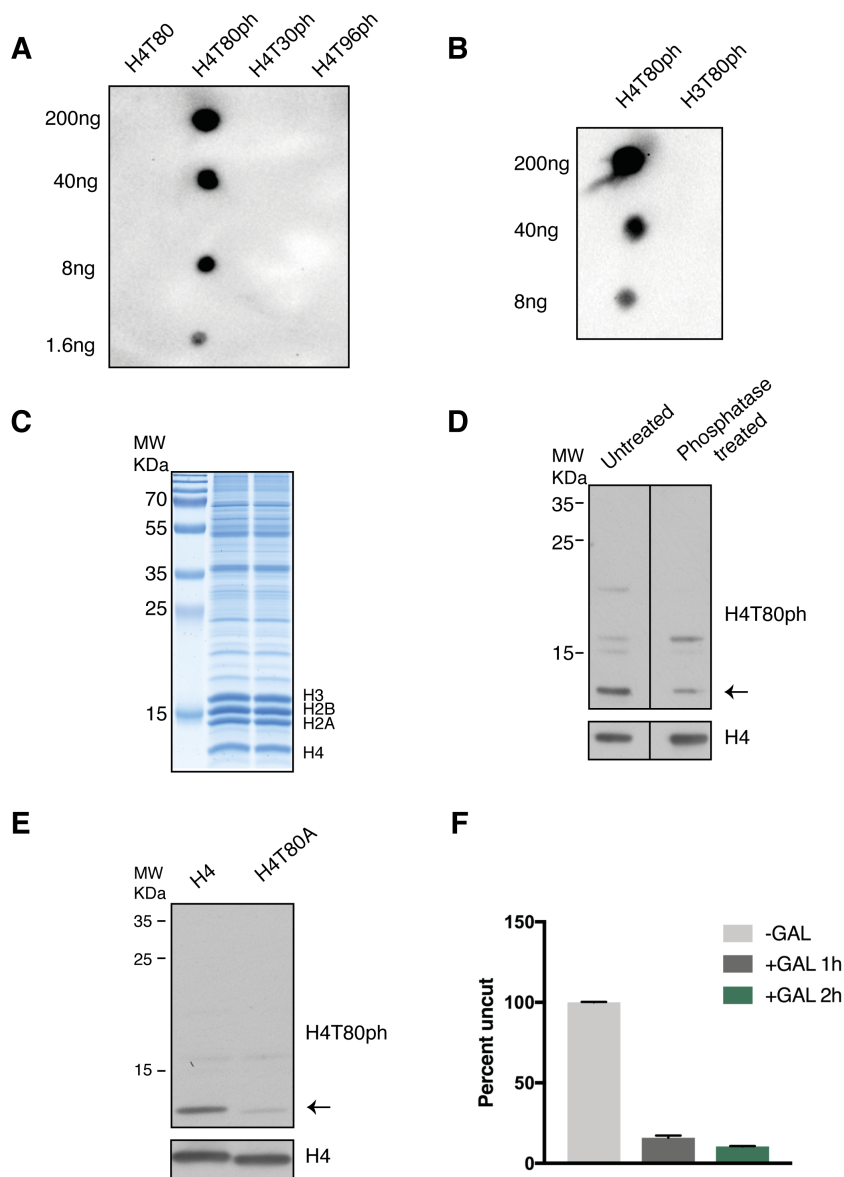 A
H4T80
H4T80ph
H4T30ph
H4T96ph
200ng
40ng
8ng
1.6ng
B
H4T80ph
H3T80ph
200ng
40ng
8ng
C
MW
KDa
70
55
35
25
15
H3
H2B
H2A
H4
D
MW
KDa
Untreated
Phosphatase
treated
35
25
15
H4T80ph
H4
E
MW
KDa
H4
H4T80A
35
25
15
H4T80ph
H4
F
Percent uncut
150
100
50
0
-GAL
+GAL 1h
+GAL 2h